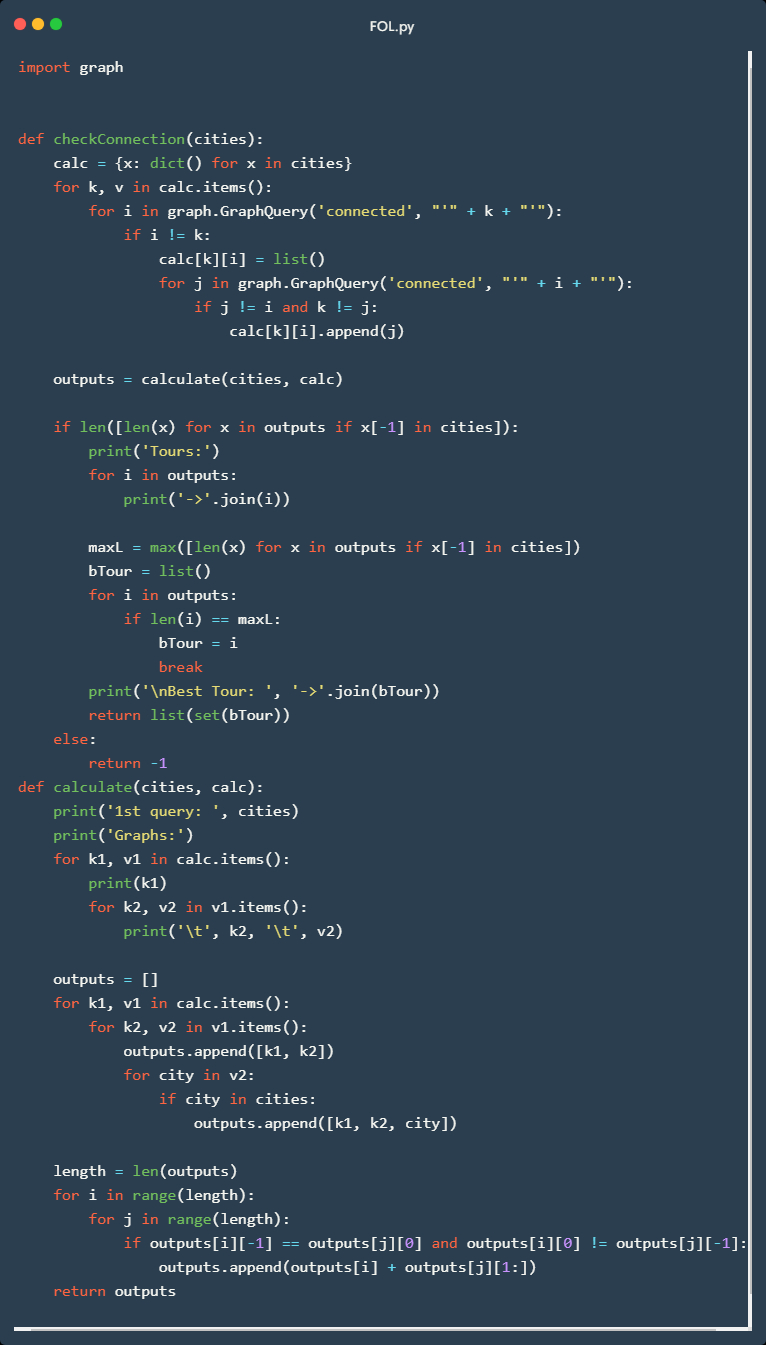 FOL.py
import graph
def checkConnection(cities):
    calc = {x: dict() for x in cities}
    for k, v in calc.items():
        for i in graph.GraphQuery('connected', "'" + k + "'"):
            if i != k:
                calc[k][i] = list()
                for j in graph.GraphQuery('connected', "'" + i + "'"):
                    if j != i and k != j:
                        calc[k][i].append(j)
    outputs = calculate(cities, calc)
    if len([len(x) for x in outputs if x[-1] in cities]):
        print('Tours:')
        for i in outputs:
            print('->'.join(i))
        maxL = max([len(x) for x in outputs if x[-1] in cities])
        bTour = list()
        for i in outputs:
            if len(i) == maxL:
                bTour = i
                break
        print('\nBest Tour: ', '->'.join(bTour))
        return list(set(bTour))
    else:
        return -1
def calculate(cities, calc):
    print('1st query: ', cities)
    print('Graphs:')
    for k1, v1 in calc.items():
        print(k1)
        for k2, v2 in v1.items():
            print('\t', k2, '\t', v2)
    outputs = []
    for k1, v1 in calc.items():
        for k2, v2 in v1.items():
            outputs.append([k1, k2])
            for city in v2:
                if city in cities:
                    outputs.append([k1, k2, city])
    length = len(outputs)
    for i in range(length):
        for j in range(length):
            if outputs[i][-1] == outputs[j][0] and outputs[i][0] != outputs[j][-1]:
                outputs.append(outputs[i] + outputs[j][1:])
    return outputs